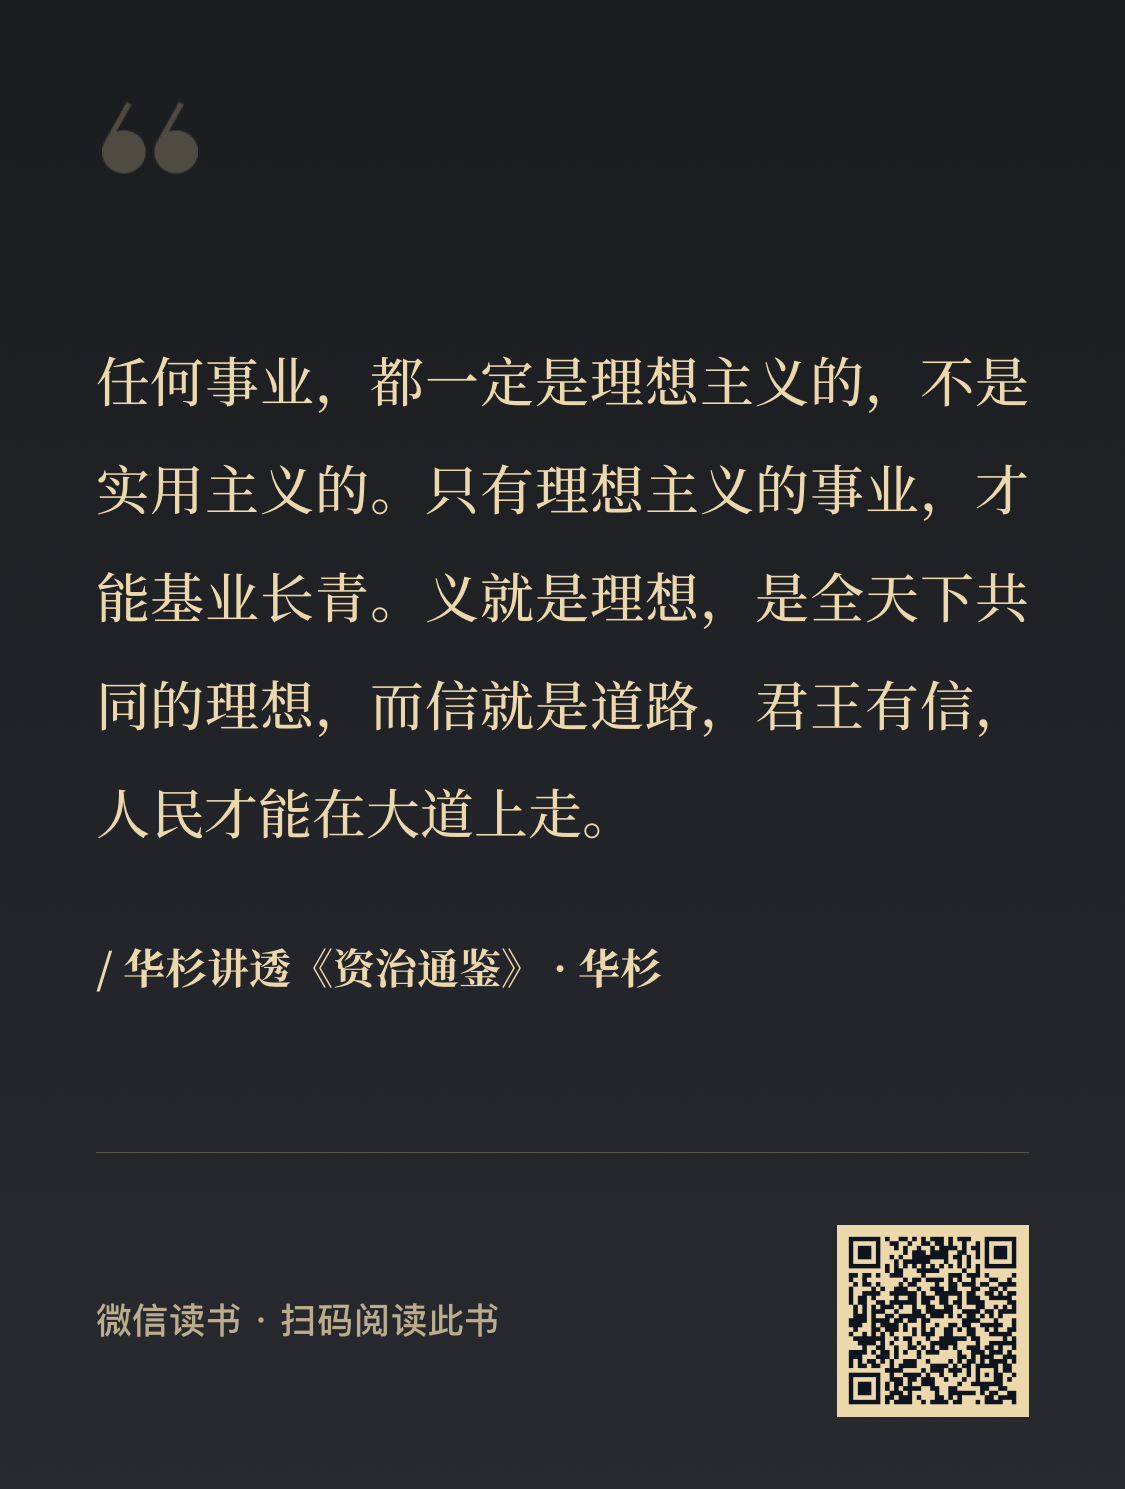 “
任何事业，都一定是理想主义的，不是
实用主义的。只有理想主义的事业，才
能基业长青。义就是理想，是全天下共
同的理想，而信就是道路，君王有信，
人民才能在大道上走。
/ 华杉讲透《资治通鉴》 · 华杉
微信读书 · 扫码阅读此书